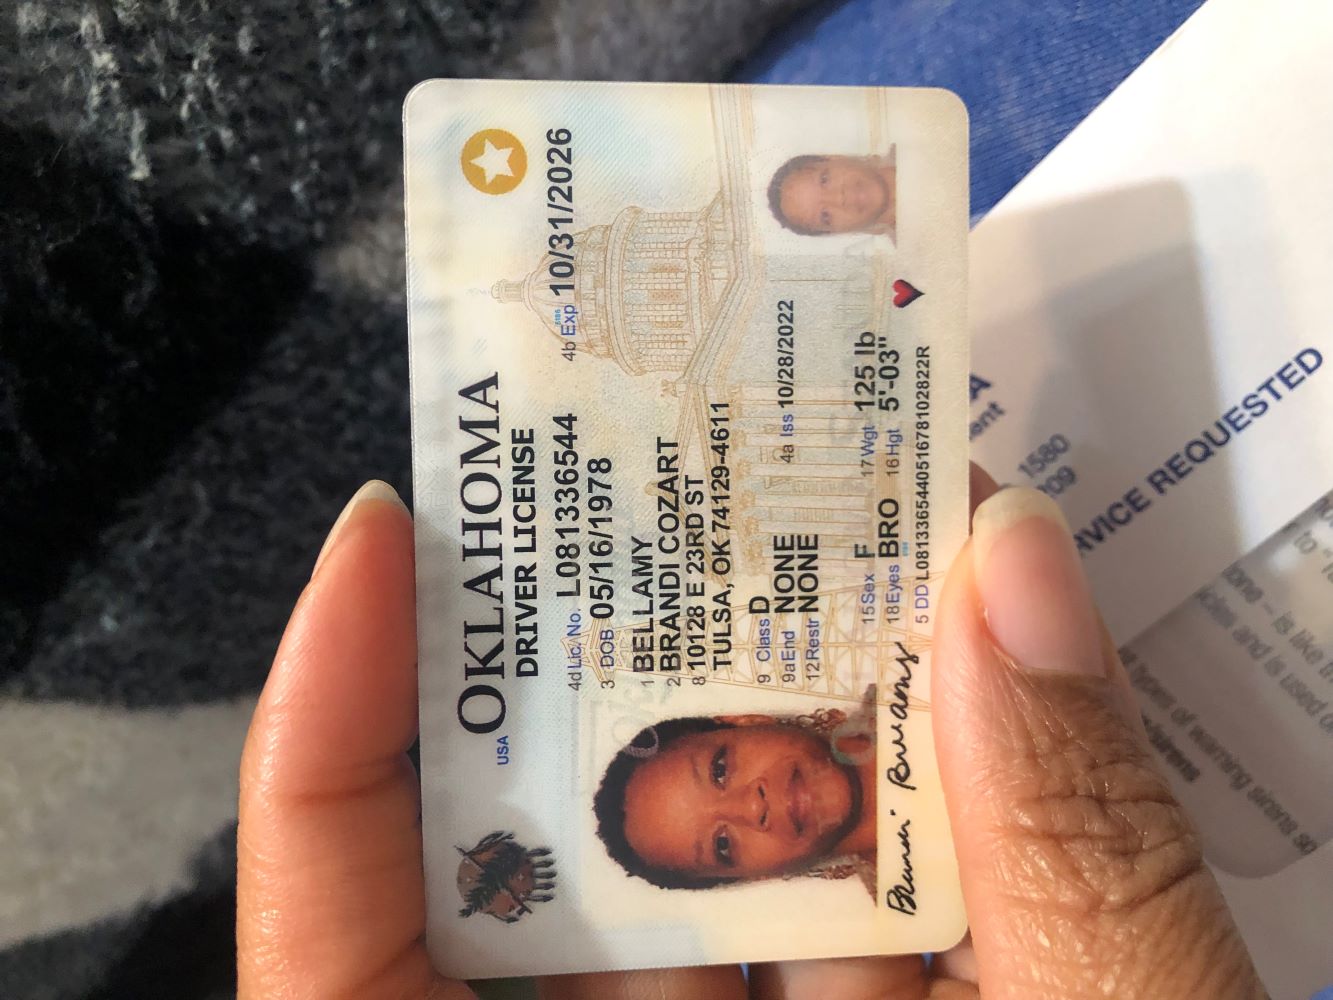 USA OKLAHOMA
DRIVER LICENSE
4d Lic. No. L081336544
4b Exp 10/31/2026
3 DOB 05/16/1978
1 BELLAMY
2 BRANDI COZART
8 10128 E 23RD ST
TULSA, OK 74129-4611
9 Class D
9a End NONE
4a Iss 10/28/2022
12 Restr NONE
15 Sex F
17 Wgt 125 lb
18 Eyes BRO
16 Hgt 5'-03"
5 DD L0813365440516781028​22R
Brandi Bellamy
1580
VICE REQUESTED